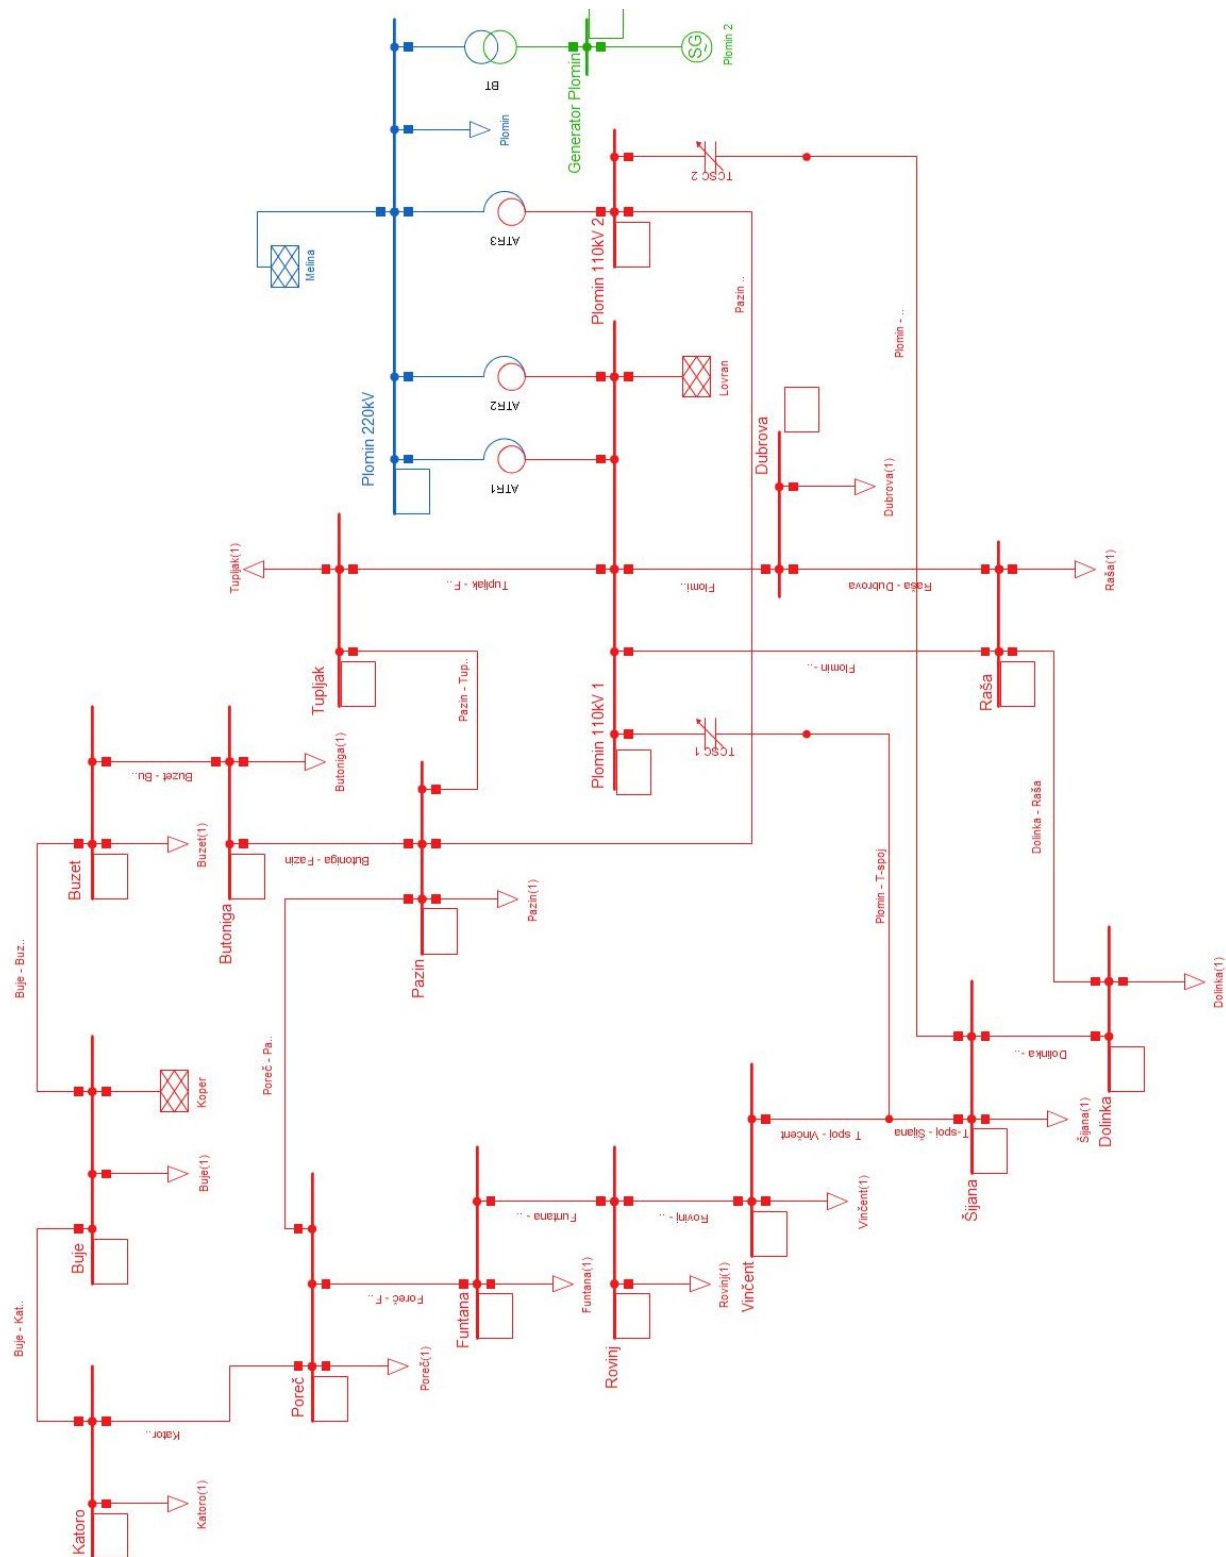 BT
Generator Plomin
SG
~
Plomin 2
Plomin
Melina
ATR3
Plomin 110kV 2
TCSC 2
Pazin ..
Plomin - ..
Plomin 220kV
ATR2
ATR1
Lovran
Dubrova
Dubrova(1)
Tupljak(1)
Tupljak - F..
Flomi..
Raša - Dubrova
Raša(1)
Tupljak
Pazin - Tup..
Plomin 110kV 1
Flomin - ..
Raša
TCSC 1
Buzet - Bu..
Butoniga(1)
Buzet
Buzet(1)
Butoniga
Butoniga - Fazin
Pazin
Pazin(1)
Plomin - T-spoj
Dolinka - Raša
Dolinka(1)
Buje - Buz..
Koper
Buje(1)
Buje
Poreč - Pa..
Dolinka - ..
Dolinka
T spoj - Vinčent
T-spoj - Šijana
Šijana(1)
Šijana
Funtana - ..
Rovinj - ..
Vinčent(1)
Vinčent
Buje - Kat..
Foreč - F..
Funtana
Funtana(1)
Rovinj
Rovinj(1)
Poreč
Poreč(1)
Kator..
Katoro
Katoro(1)